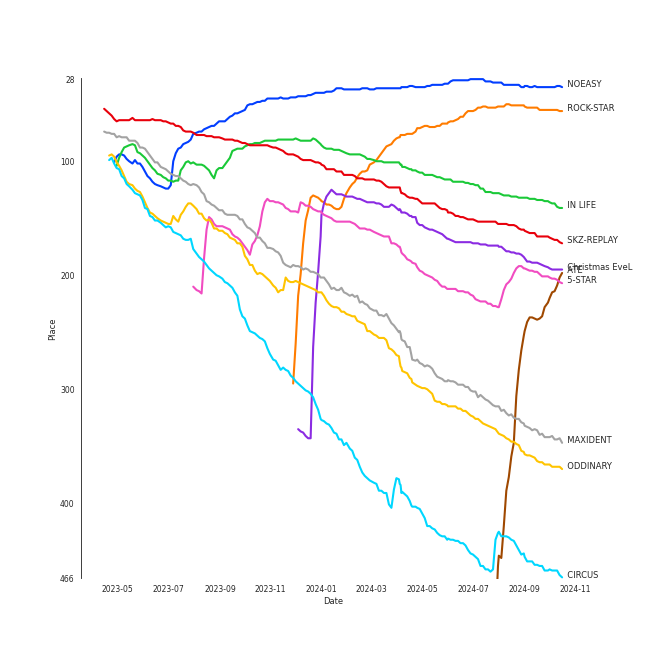 28
NOEASY
ROCK-STAR
100
IN LIFE
SKZ-REPLAY
Christmas EveL
ATE
200
5-STAR
Place
300
MAXIDENT
ODDINARY
400
466
CIRCUS
2023-05 2023-07 2023-09 2023-11 2024-01 2024-03 2024-05 2024-07 2024-09 2024-11
Date